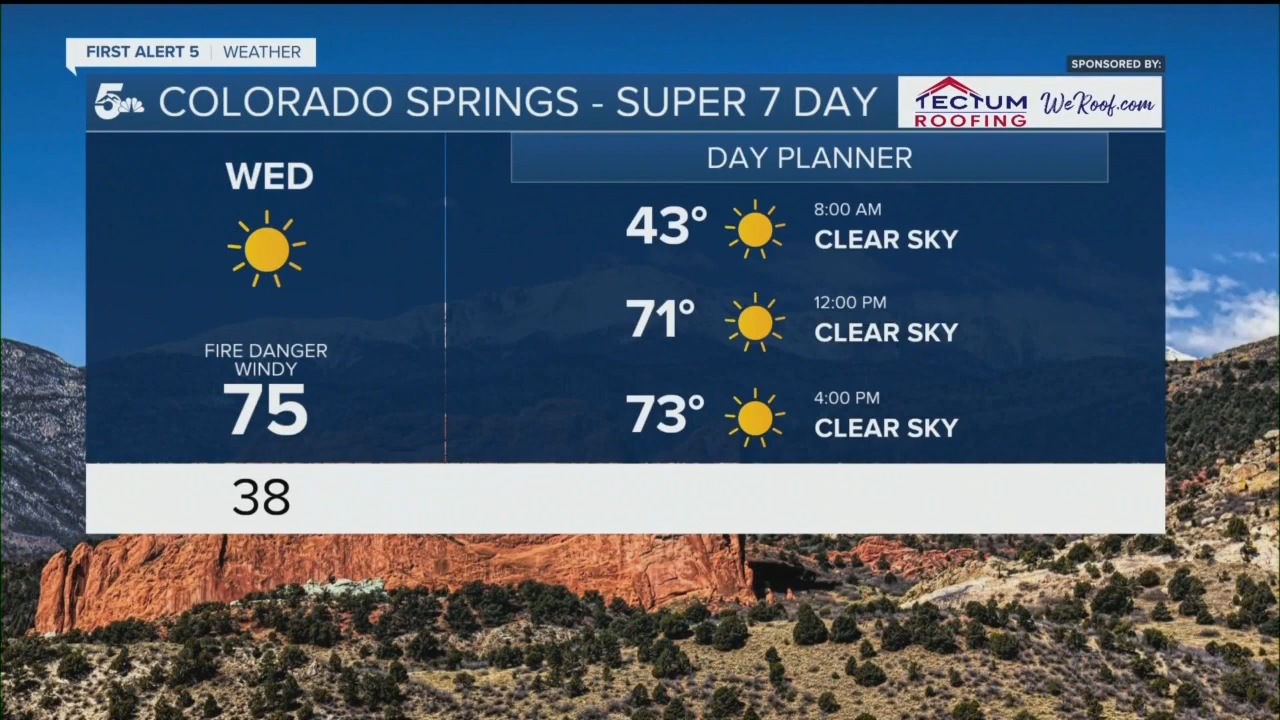 FIRST ALERT 5 | WEATHER
SPONSORED BY:
5 COLORADO SPRINGS - SUPER 7 DAY
TECTUM
ROOFING
WeRoof.com
WED
FIRE DANGER
WINDY
75
38
DAY PLANNER
43°
8:00 AM
CLEAR SKY
71°
12:00 PM
CLEAR SKY
73°
4:00 PM
CLEAR SKY